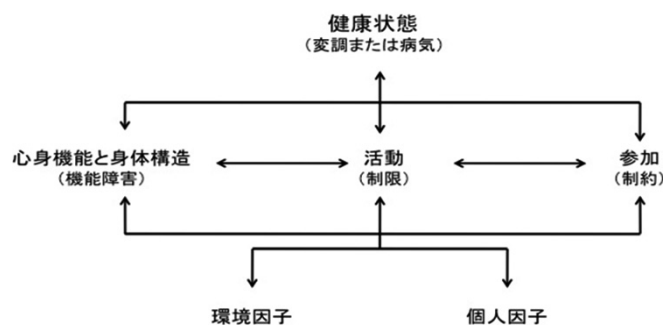 健康状態
（変調または病気）
心身機能と身体構造
（機能障害）
活動
（制限）
参加
（制約）
環境因子
個人因子